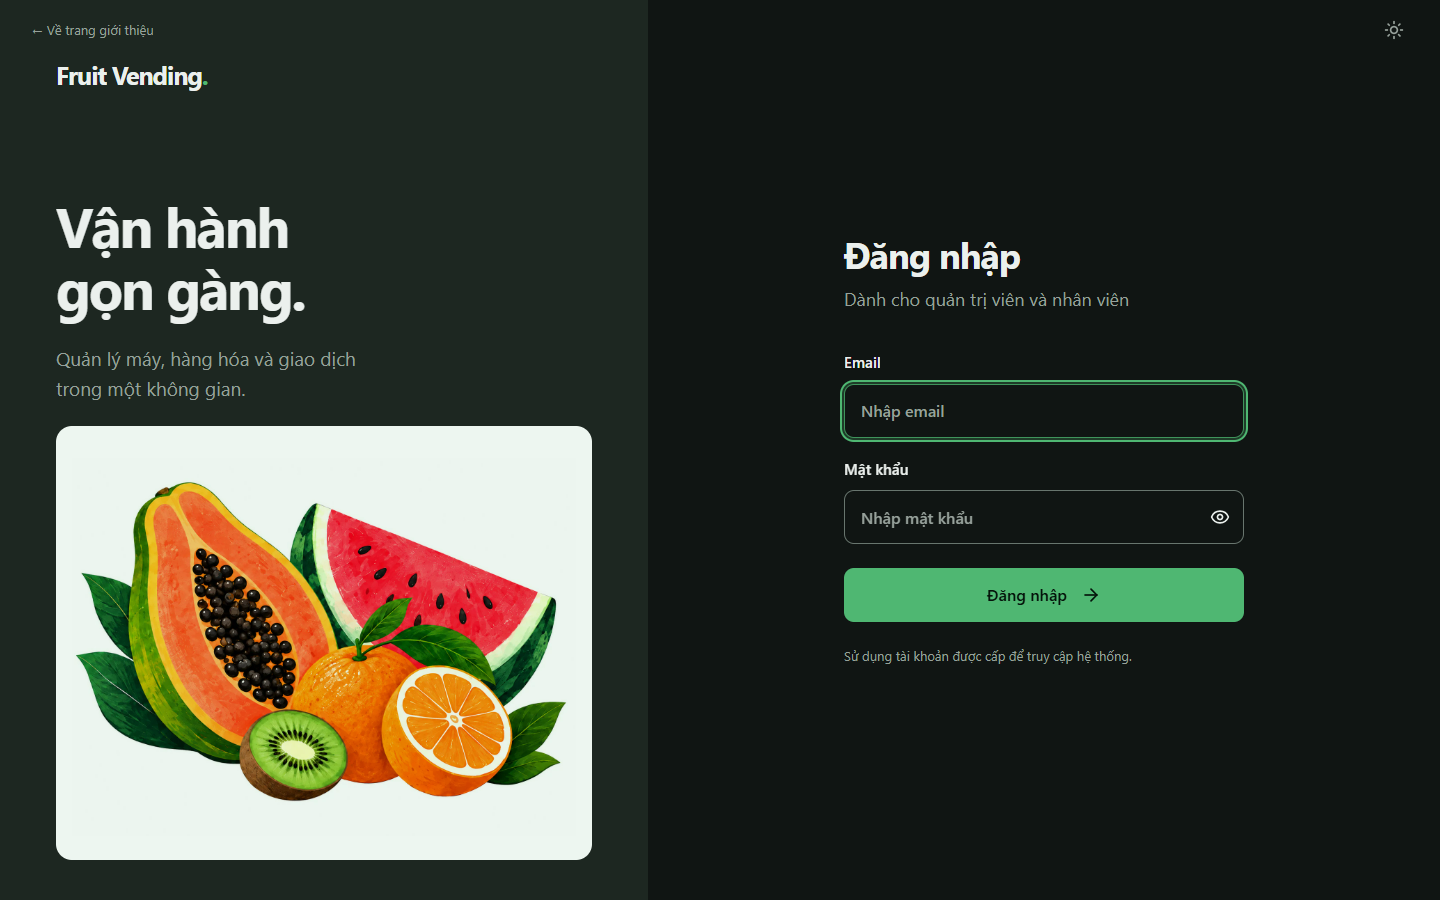 ← Về trang giới thiệu
Fruit Vending.
Vận hành
gọn gàng.
Quản lý máy, hàng hóa và giao dịch
trong một không gian.
Đăng nhập
Dành cho quản trị viên và nhân viên
Email
Nhập email
Mật khẩu
Nhập mật khẩu
Đăng nhập →
Sử dụng tài khoản được cấp để truy cập hệ thống.